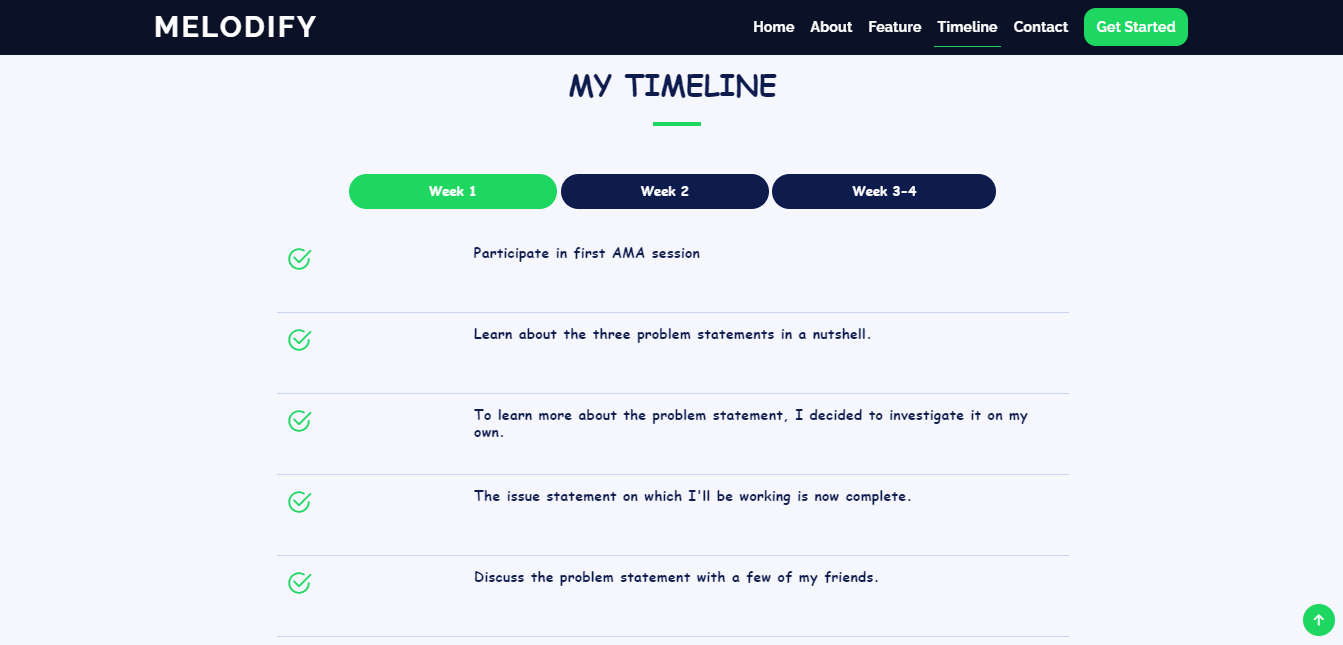 MELODIFY
Home About Feature Timeline Contact Get Started
MY TIMELINE
Week 1 Week 2 Week 3-4
Participate in first AMA session
Learn about the three problem statements in a nutshell.
To learn more about the problem statement, I decided to investigate it on my
own.
The issue statement on which I'll be working is now complete.
Discuss the problem statement with a few of my friends.